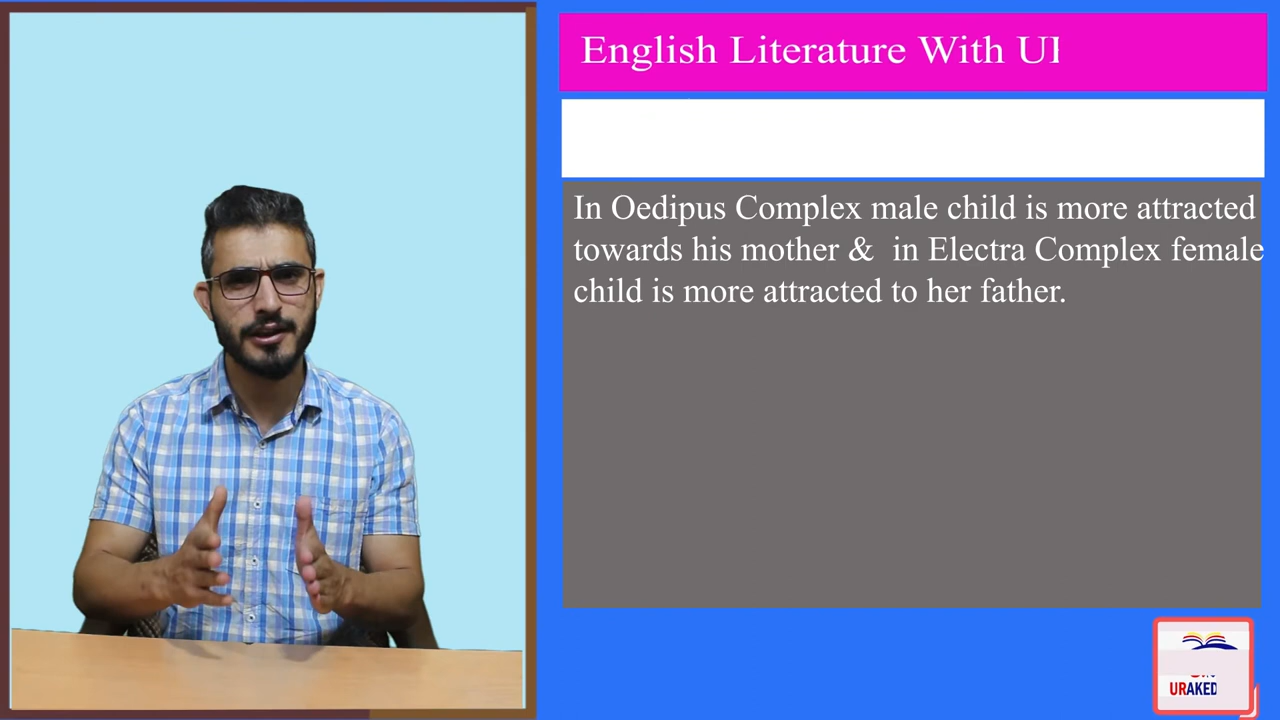 English Literature With UI
In Oedipus Complex male child is more attracted
towards his mother & in Electra Complex female
child is more attracted to her father.
URAKED